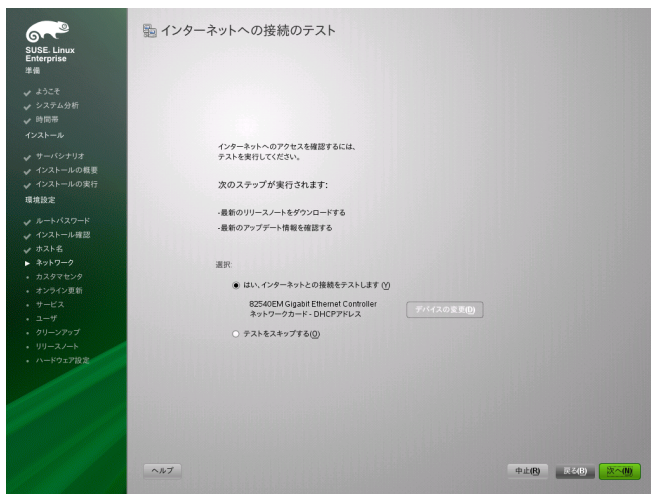 SUSE. Linux
Enterprise
準備
ようこそ
システム分析
時間帯
インストール
サーバシナリオ
インストールの概要
インストールの実行
環境設定
ルートパスワード
インストール確認
ホスト名
ネットワーク
カスタマセンタ
オンライン更新
サービス
ユーザ
クリーンアップ
リリースノート
ハードウェア設定
インターネットへの接続のテスト
インターネットへのアクセスを確認するには、
テストを実行してください。
次のステップが実行されます:
-最新のリリースノートをダウンロードする
-最新のアップデート情報を確認する
選択:
はい、インターネットとの接続をテストします (Y)
82540EM Gigabit Ethernet Controller
ネットワークカード - DHCPアドレス
デバイスの変更(D)
テストをスキップする(O)
ヘルプ
中止(R)
戻る(B)
次へ(N)